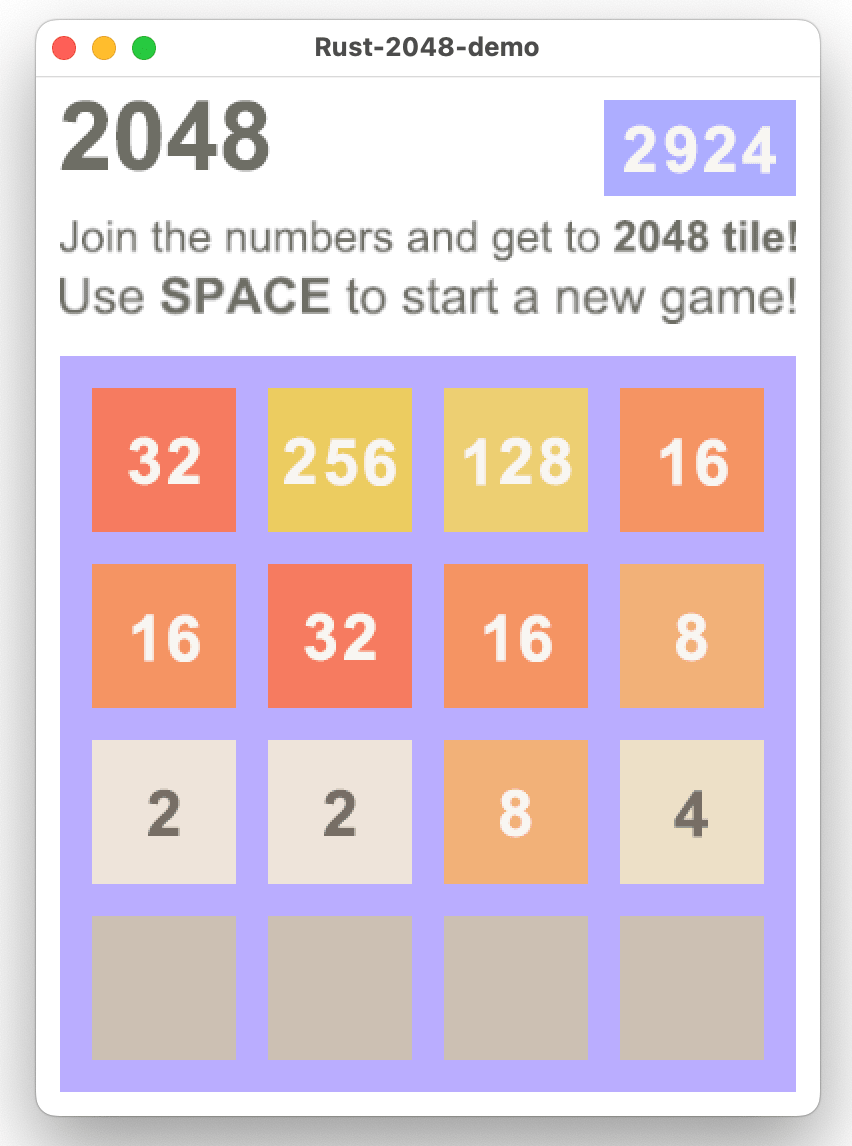 Rust-2048-demo
2048
2924
Join the numbers and get to 2048 tile!
Use SPACE to start a new game!
32 256 128 16
16 32 16 8
2 2 8 4